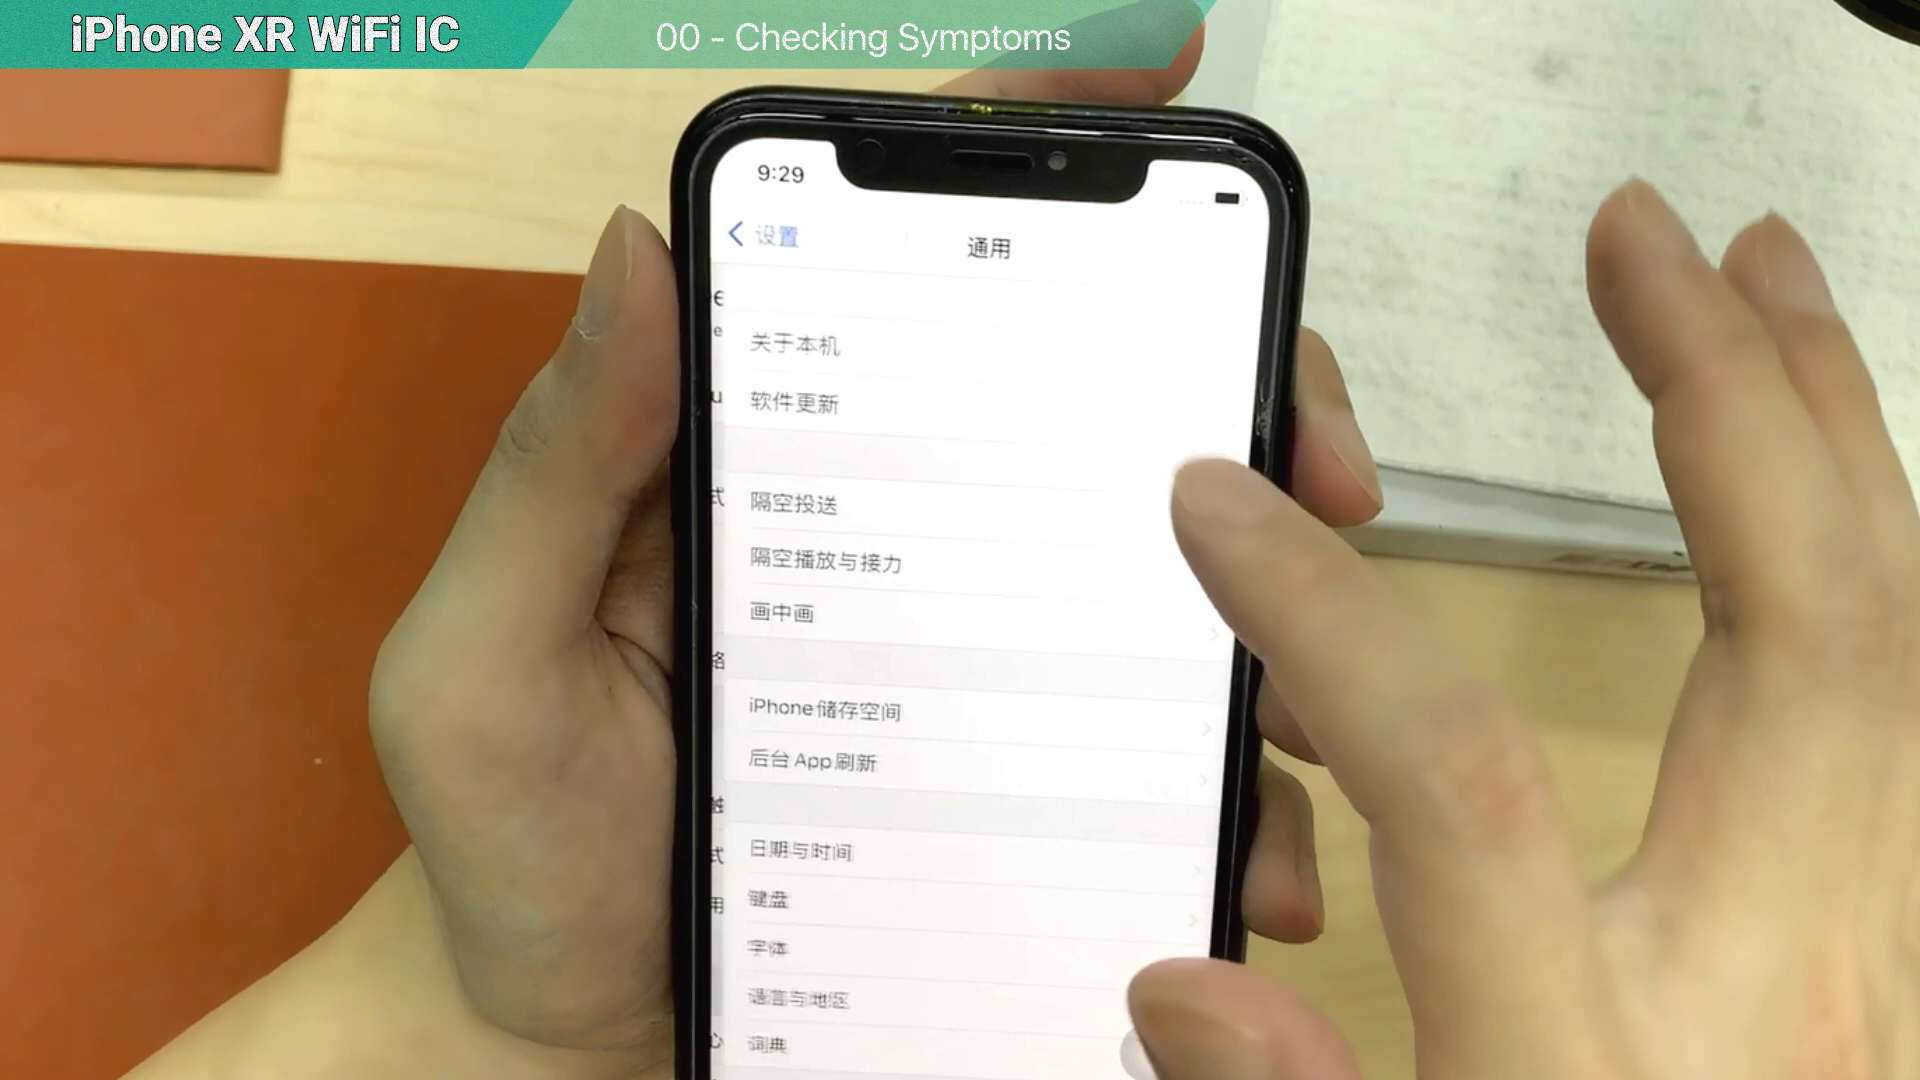 iPhone XR WiFi IC
00 - Checking Symptoms
9:29
设置
通用
关于本机
软件更新
隔空投送
隔空播放与接力
画中画
iPhone储存空间
后台App刷新
日期与时间
键盘
字体
语言与地区
词典